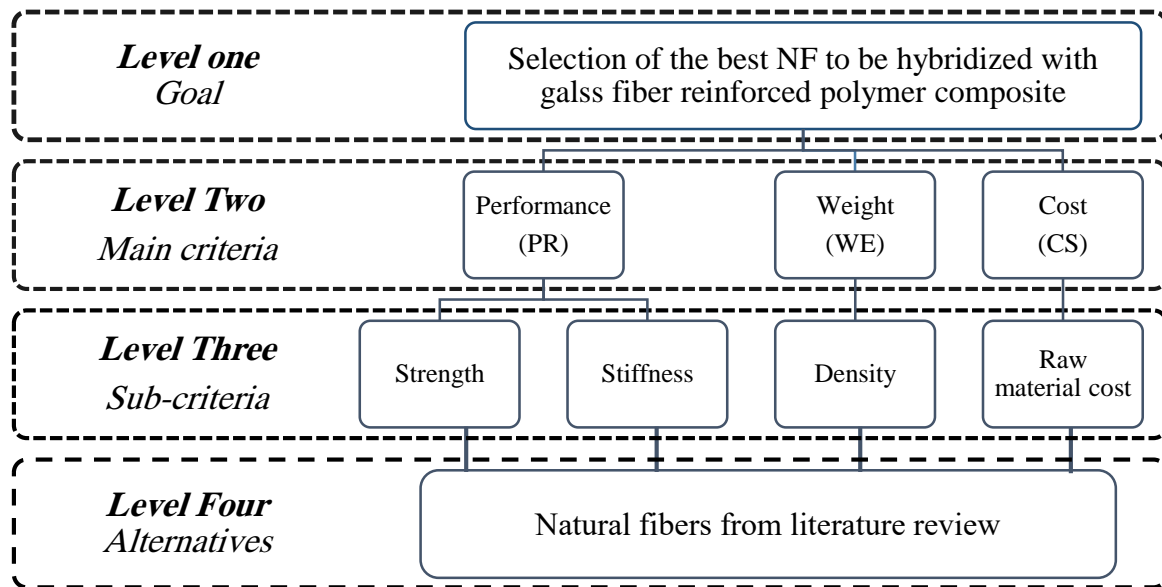 Level one
Goal
Selection of the best NF to be hybridized with
galss fiber reinforced polymer composite
Level Two
Main criteria
Performance
(PR)
Weight
(WE)
Cost
(CS)
Level Three
Sub-criteria
Strength
Stiffness
Density
Raw
material cost
Level Four
Alternatives
Natural fibers from literature review